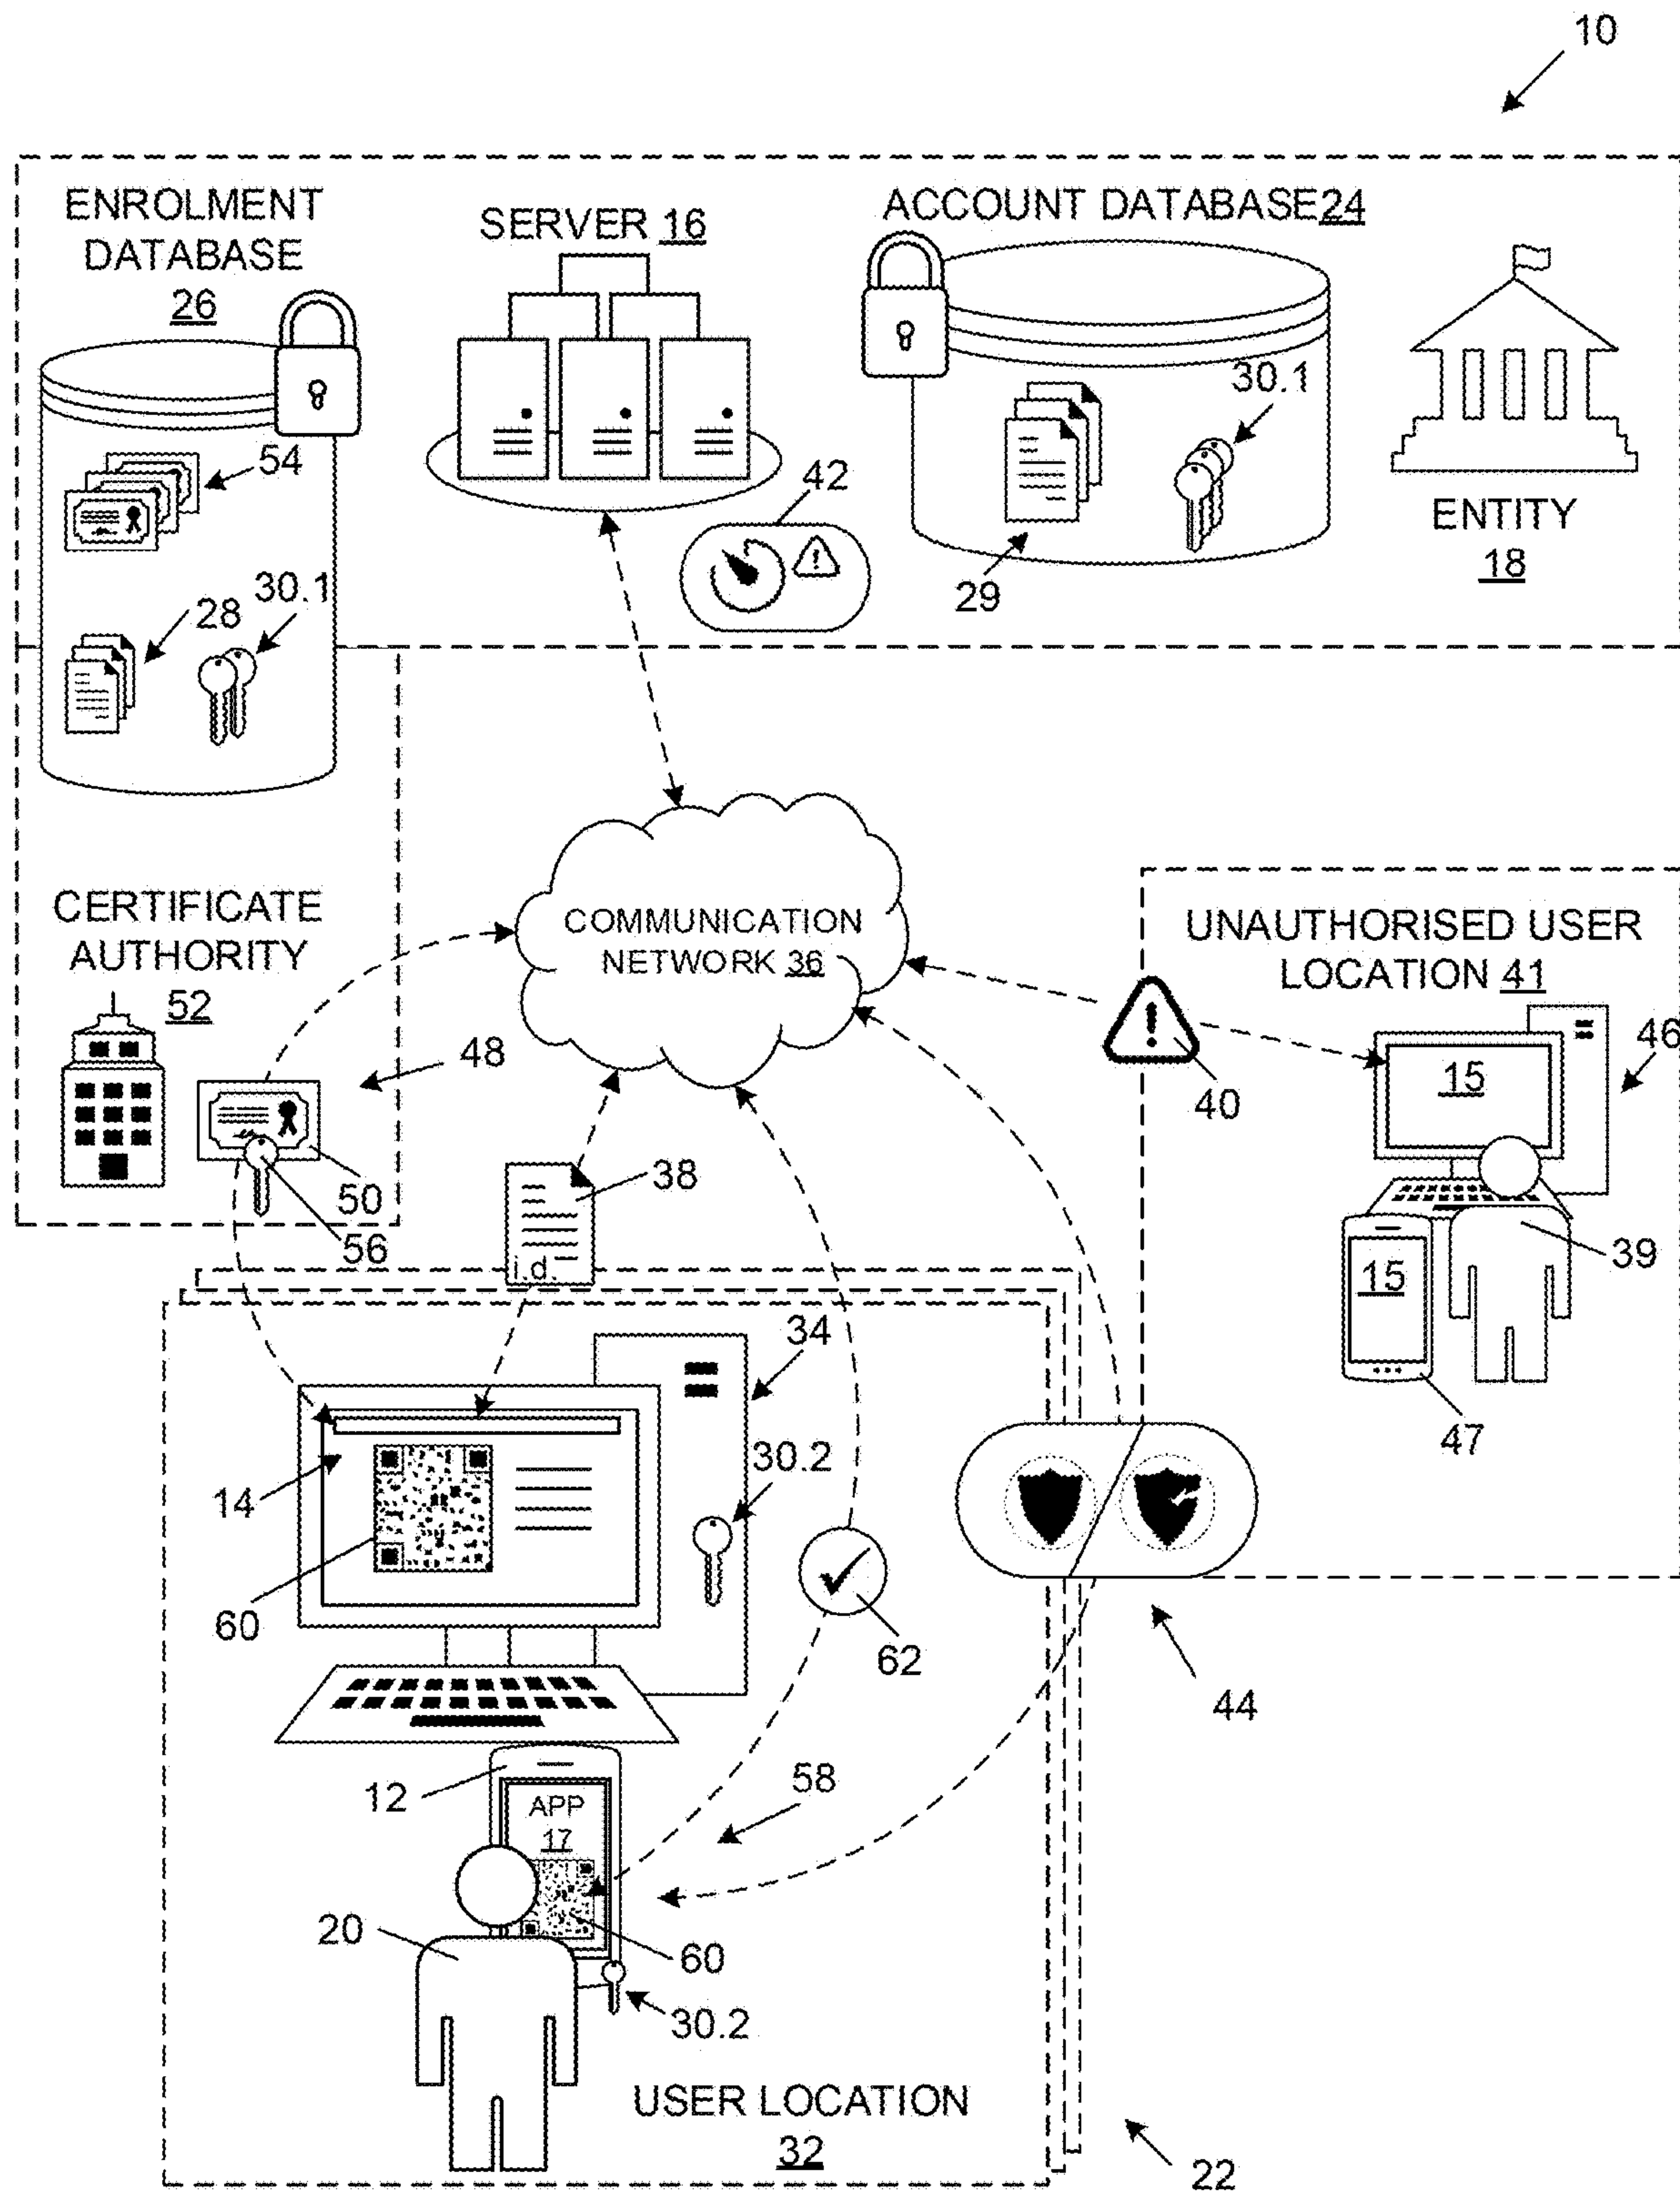 10
ENROLMENT
DATABASE
26
SERVER 16
ACCOUNT DATABASE24
30.1
54
42
ENTITY
18
29
28
30.1
COMMUNICATION
NETWORK 36
CERTIFICATE
AUTHORITY
52
UNAUTHORISED USER
LOCATION 41
48
46
15
40
38
50
56
i.d.
39
15
47
34
30.2
14
60
62
44
58
12
APP
17
20
60
30.2
USER LOCATION
32
22